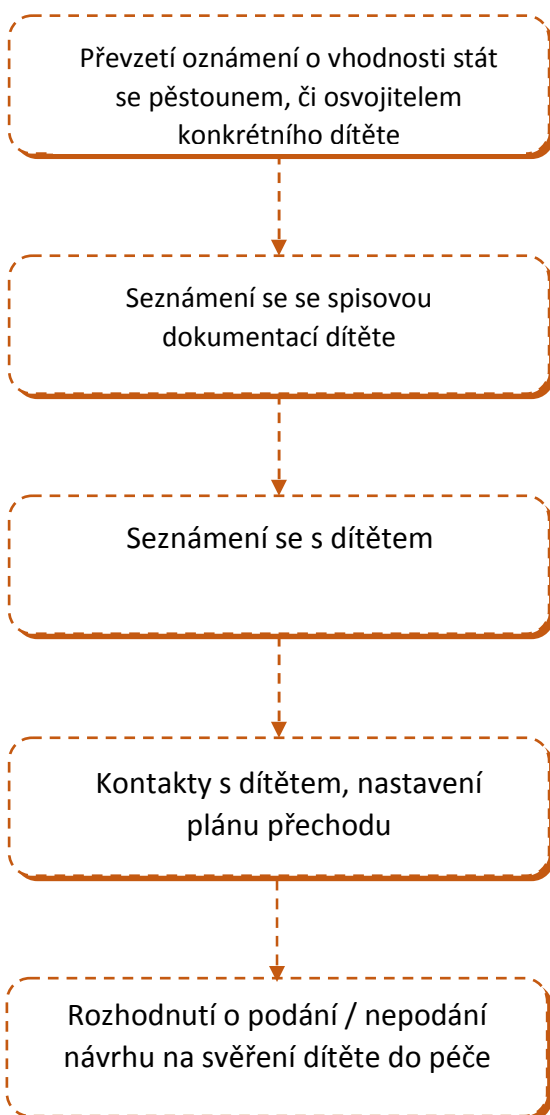 Převzetí oznámení o vhodnosti stát
se pěstounem, či osvojitelem
konkrétního dítěte
Seznámení se se spisovou
dokumentací dítěte
Seznámení se s dítětem
Kontakty s dítětem, nastavení
plánu přechodu
Rozhodnutí o podání / nepodání
návrhu na svěření dítěte do péče